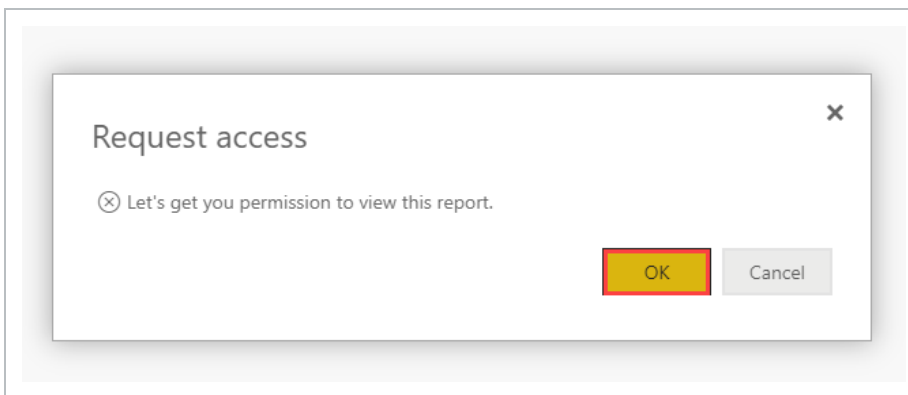 Request access
Let's get you permission to view this report.
OK
Cancel